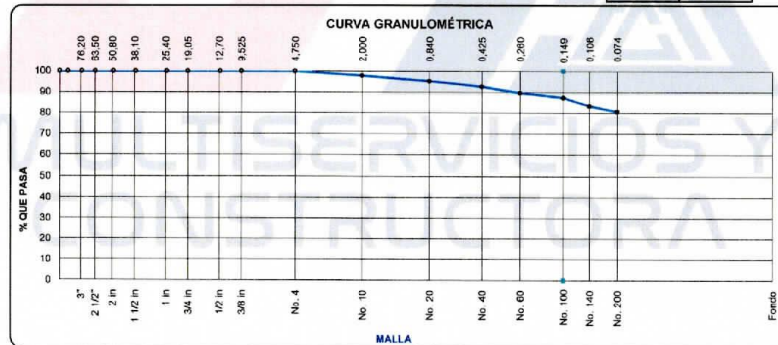 CURVA GRANULOMÉTRICA
76,20 63,50 50,80 38,10 25,40 19,05 12,70 9,525 4,750 2,000 0,840 0,425 0,260 0,149 0,106 0,074
100
90
80
70
60
50
40
30
20
10
0
% QUE PASA
MULTISERVICIOS Y
CONSTRUCTORA
3" 2 1/2" 2 in 1 1/2 in 1 in 3/4 in 1/2 in 3/8 in No. 4 No. 10 No. 20 No. 40 No. 60 No. 100 No. 140 No. 200 Fondo
MALLA